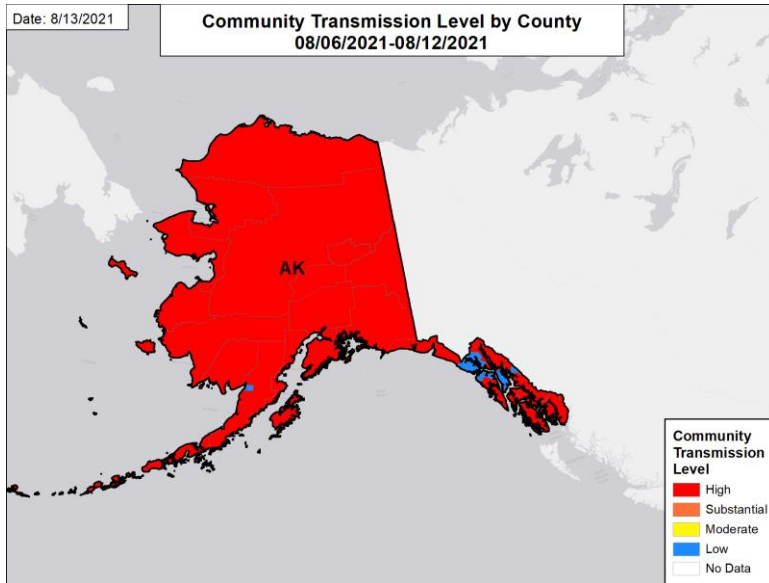 Date: 8/13/2021
Community Transmission Level by County
08/06/2021-08/12/2021
AK
Community
Transmission
Level
High
Substantial
Moderate
Low
No Data